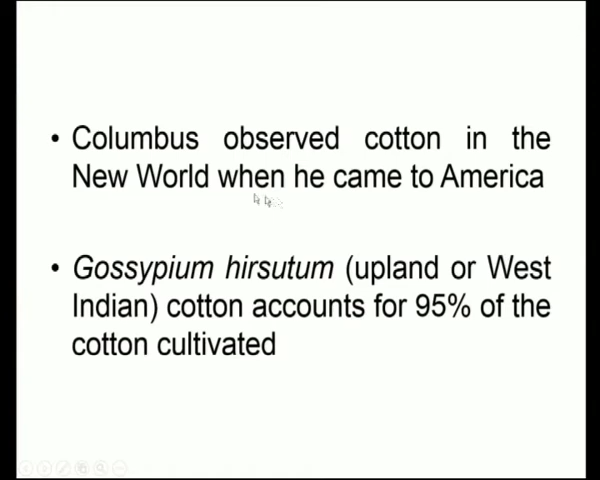 • Columbus observed cotton in the
New World when he came to America
• Gossypium hirsutum (upland or West
Indian) cotton accounts for 95% of the
cotton cultivated